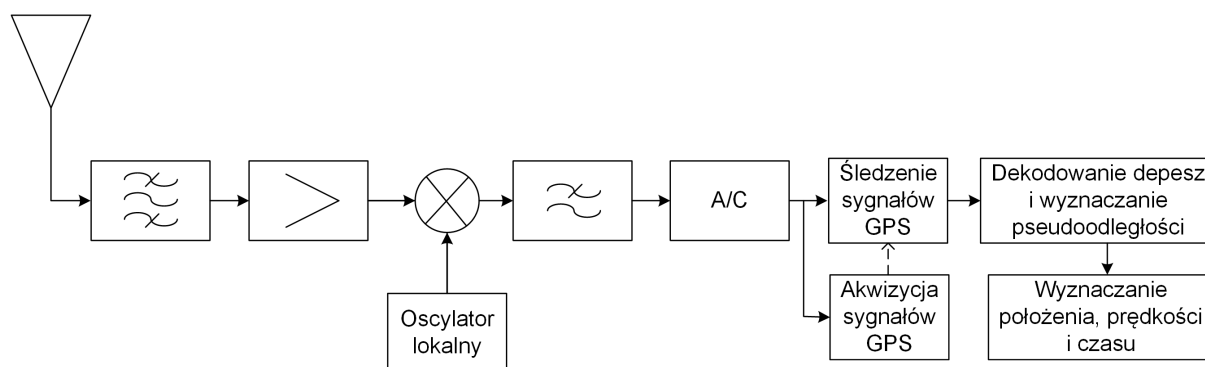 A/C
Śledzenie
sygnałów
GPS
Dekodowanie depesz
i wyznaczanie
pseudoodległości
Oscylator
lokalny
Akwizycja
sygnałów
GPS
Wyznaczanie
położenia, prędkości
i czasu